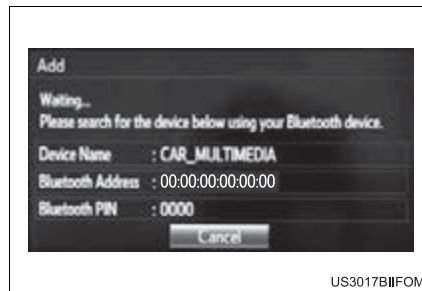 Add
Waiting...
Please search for the device below using your Bluetooth device.
Device Name : CAR_MULTIMEDIA
Bluetooth Address : 00:00:00:00:00:00
Bluetooth PIN : 0000
Cancel
US3017BIIFOM